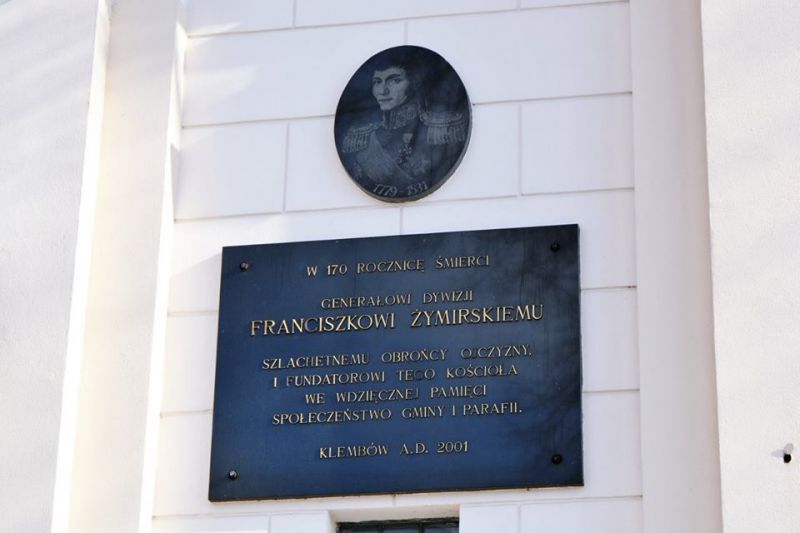 1779 - 1831
W 170 ROCZNICĘ ŚMIERCI
GENERAŁOWI DYWIZJI
FRANCISZKOWI ŻYMIRSKIEMU
SZLACHETNEMU OBROŃCY OJCZYZNY,
I FUNDATOROWI TEGO KOŚCIOŁA
WE WDZIĘCZNEJ PAMIĘCI
SPOŁECZEŃSTWO GMINY I PARAFII.
KLEMBÓW A.D. 2001